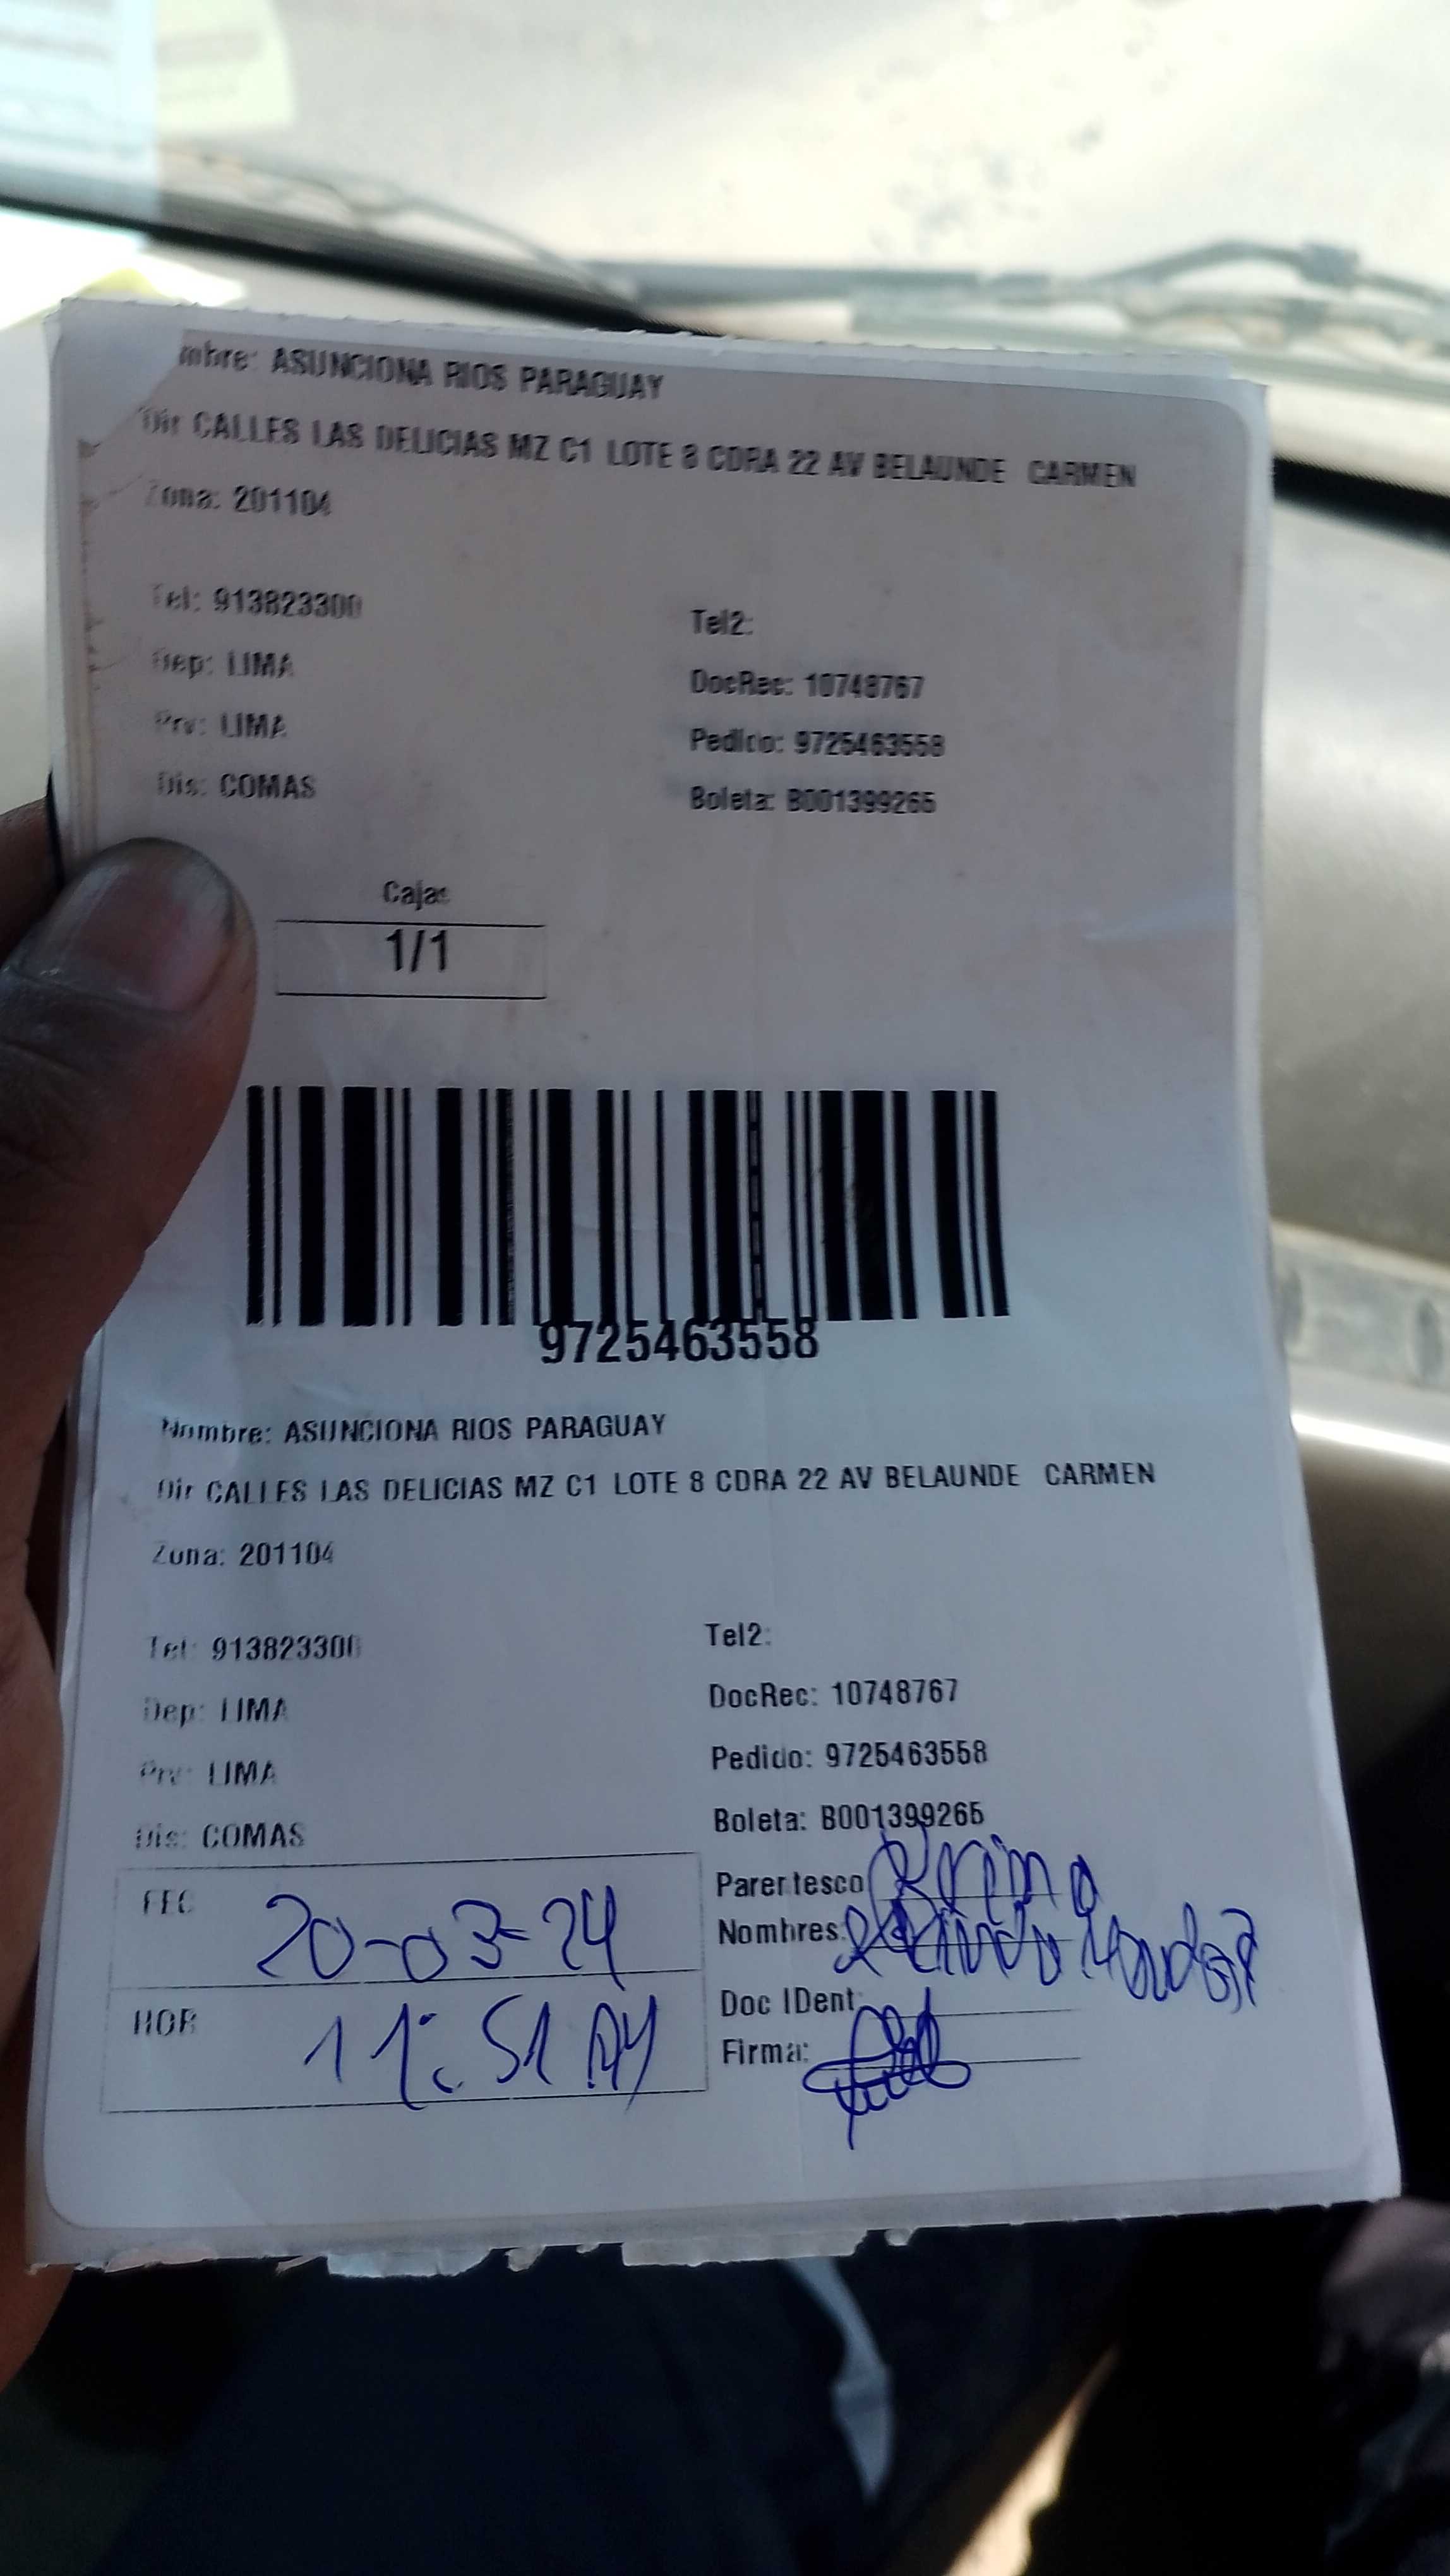 mbre: ASUNCIONA RIOS PARAGUAY
Dir CALLES LAS DELICIAS MZ C1 LOTE 8 CDRA 22 AV BELAUNDE CARMEN
Zona: 201104
Tel: 913823300 Tel2:
Dep: LIMA DocRec: 10748767
Prv: LIMA Pedido: 9725463558
Dis: COMAS Boleta: B001399265
Cajas
1/1
9725463558
Nombre: ASUNCIONA RIOS PARAGUAY
Dir CALLES LAS DELICIAS MZ C1 LOTE 8 CDRA 22 AV BELAUNDE CARMEN
Zona: 201104
Tel: 913823300 Tel2:
Dep: LIMA DocRec: 10748767
Prv: LIMA Pedido: 9725463558
Dis: COMAS Boleta: B001399265
FEC 20-03-24 Parentesco
Nombres:
HOR 11:51 AM Doc IDent
Firma: